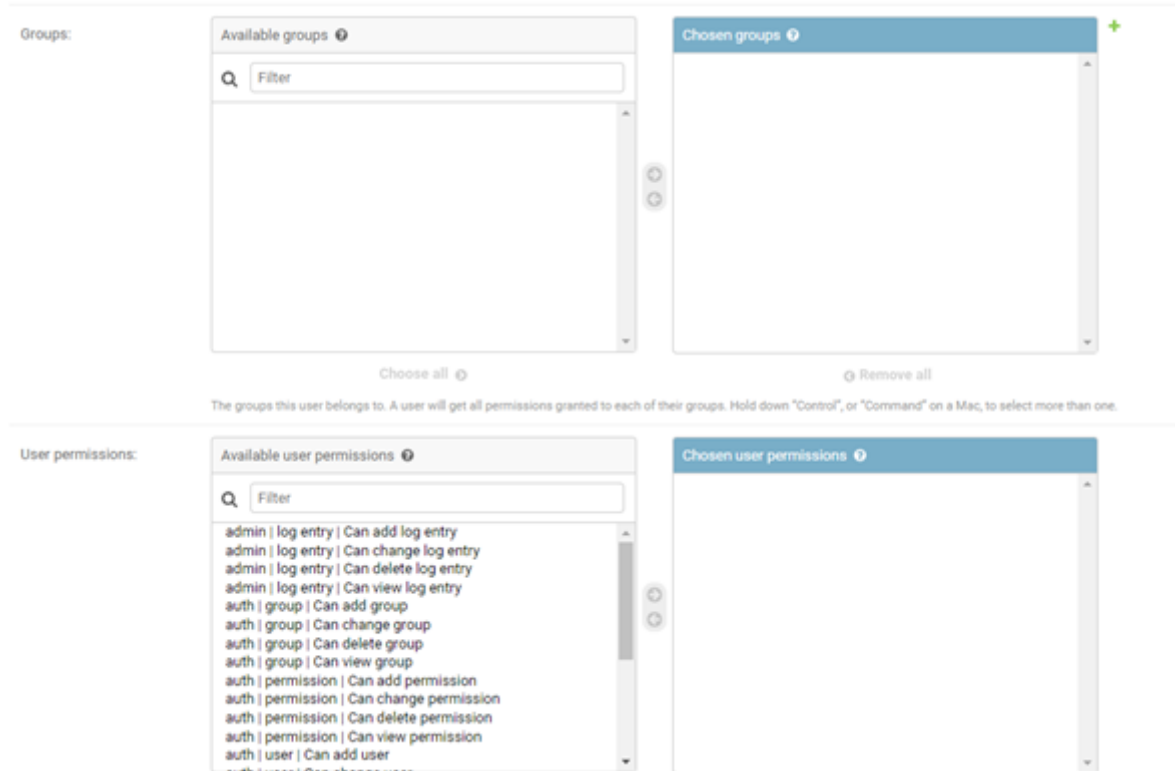 Groups:
Available groups
Chosen groups
Filter
Choose all
Remove all
The groups this user belongs to. A user will get all permissions granted to each of their groups. Hold down "Control", or "Command" on a Mac, to select more than one.
User permissions:
Available user permissions
Chosen user permissions
Filter
admin | log entry | Can add log entry
admin | log entry | Can change log entry
admin | log entry | Can delete log entry
admin | log entry | Can view log entry
auth | group | Can add group
auth | group | Can change group
auth | group | Can delete group
auth | group | Can view group
auth | permission | Can add permission
auth | permission | Can change permission
auth | permission | Can delete permission
auth | permission | Can view permission
auth | user | Can add user
auth | user | Can change user